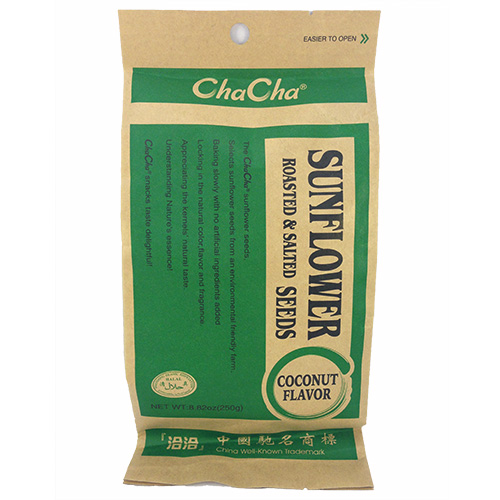 EASIER TO OPEN >>
ChaCha®
SUNFLOWER
ROASTED & SALTED SEEDS
COCONUT
FLAVOR
The ChaCha® sunflower seeds.
Selects sunflower seeds, from an environmental friendly farm.
Baking slowly with no artificial ingredients added
Locking in the natural color,flavor and fragrance.
Appreciating the kernels' natural taste.
Understanding Nature's essence!
ChaCha® snacks, taste delightful!
HALAL
حلال
NET WT:8.82oz(250g)
「洽洽」中國馳名商標
China Well-Known Trademark